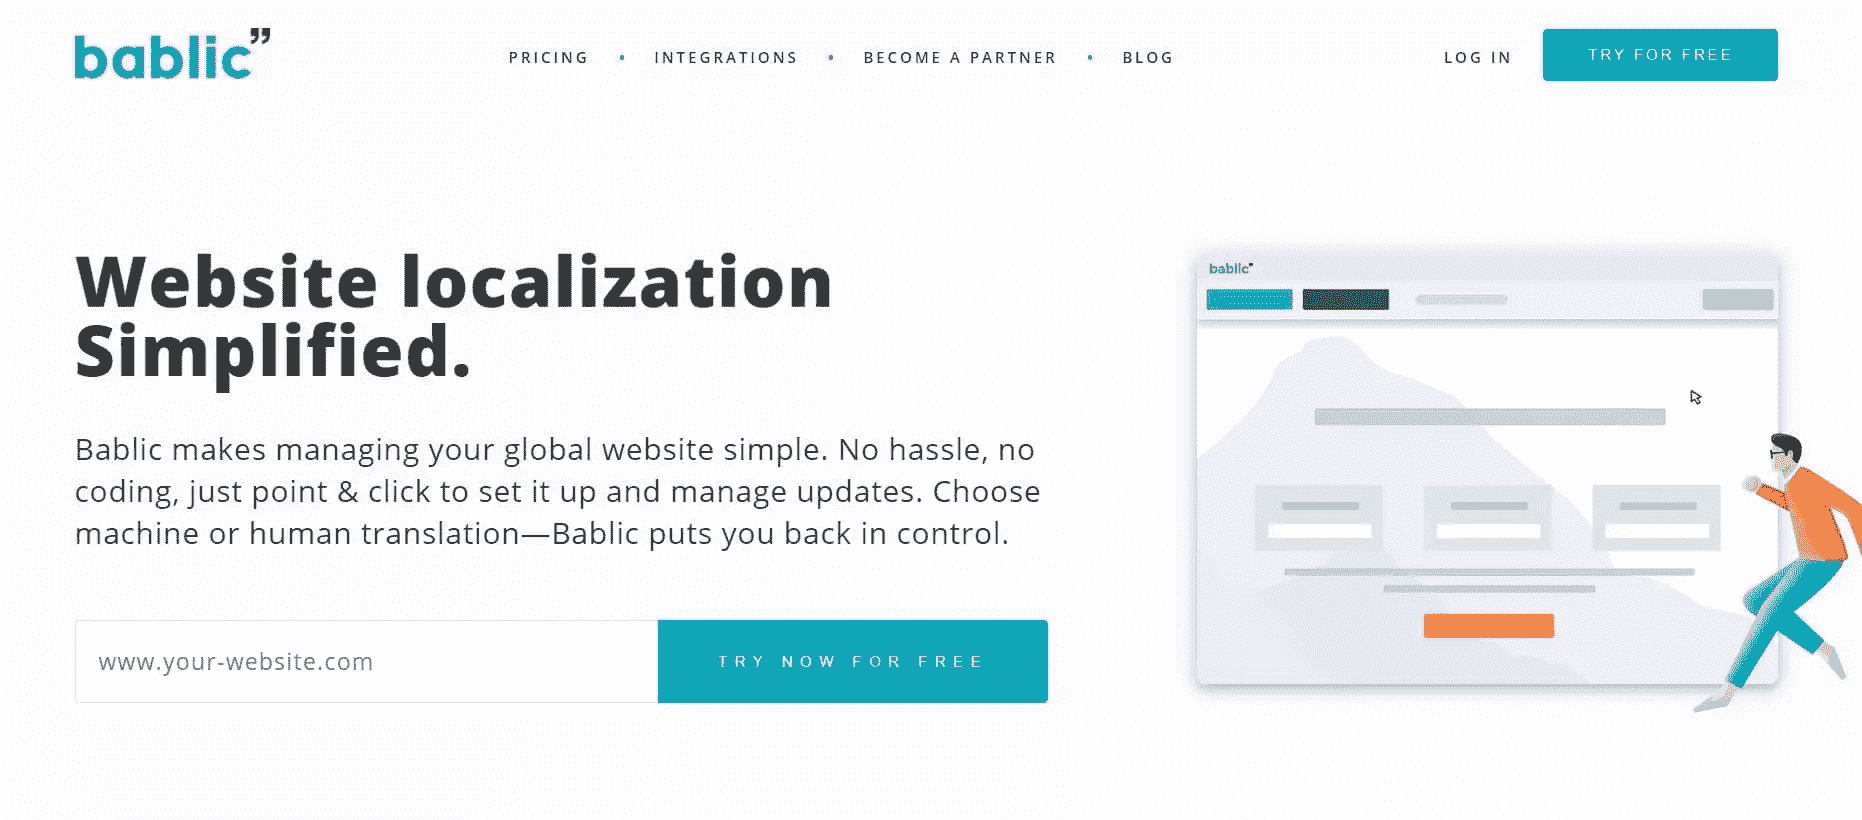 bablic”
PRICING • INTEGRATIONS • BECOME A PARTNER • BLOG
LOG IN
TRY FOR FREE
Website localization
Simplified.
Bablic makes managing your global website simple. No hassle, no
coding, just point & click to set it up and manage updates. Choose
machine or human translation—Bablic puts you back in control.
www.your-website.com
TRY NOW FOR FREE
bablic”